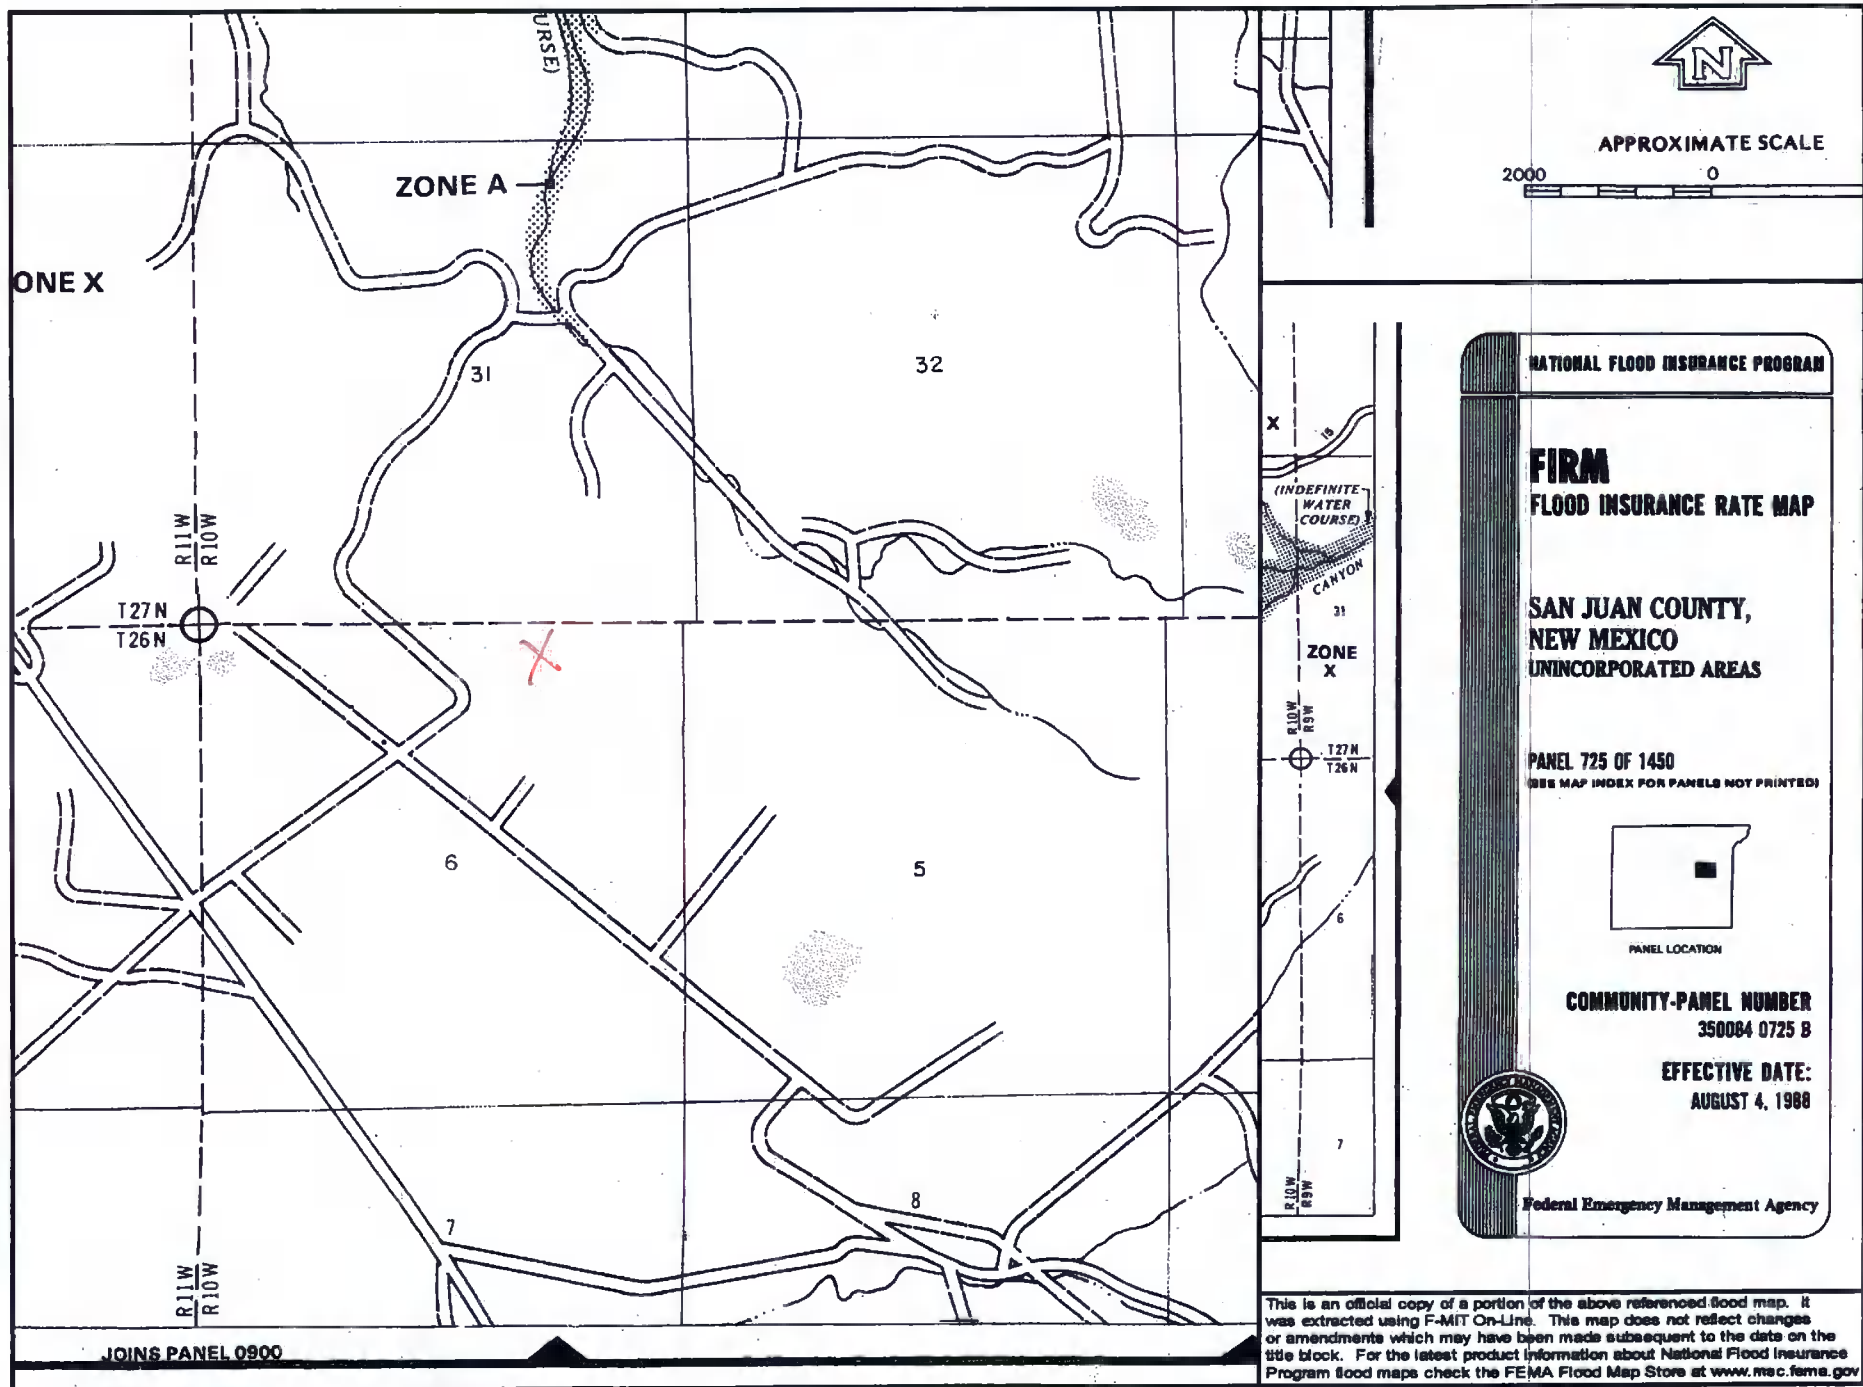 URSE)
ZONE A
ONE X
31
32
R11W
R10W
T27N
T26N
6
5
7
8
R11W
R10W
JOINS PANEL 0900
X
15
(INDEFINITE
WATER
COURSE)
CANYON
31
ZONE
X
R10W
R9W
T27N
T26N
6
7
R10W
R9W
N
APPROXIMATE SCALE
2000 0
NATIONAL FLOOD INSURANCE PROGRAM
FIRM
FLOOD INSURANCE RATE MAP
SAN JUAN COUNTY,
NEW MEXICO
UNINCORPORATED AREAS
PANEL 725 OF 1450
(SEE MAP INDEX FOR PANELS NOT PRINTED)
PANEL LOCATION
COMMUNITY-PANEL NUMBER
350064 0725 B
EFFECTIVE DATE:
AUGUST 4, 1988
Federal Emergency Management Agency
This is an official copy of a portion of the above referenced flood map. It
was extracted using F-MIT On-Line. This map does not reflect changes
or amendments which may have been made subsequent to the date on the
title block. For the latest product information about National Flood Insurance
Program flood maps check the FEMA Flood Map Store at www.msc.fema.gov